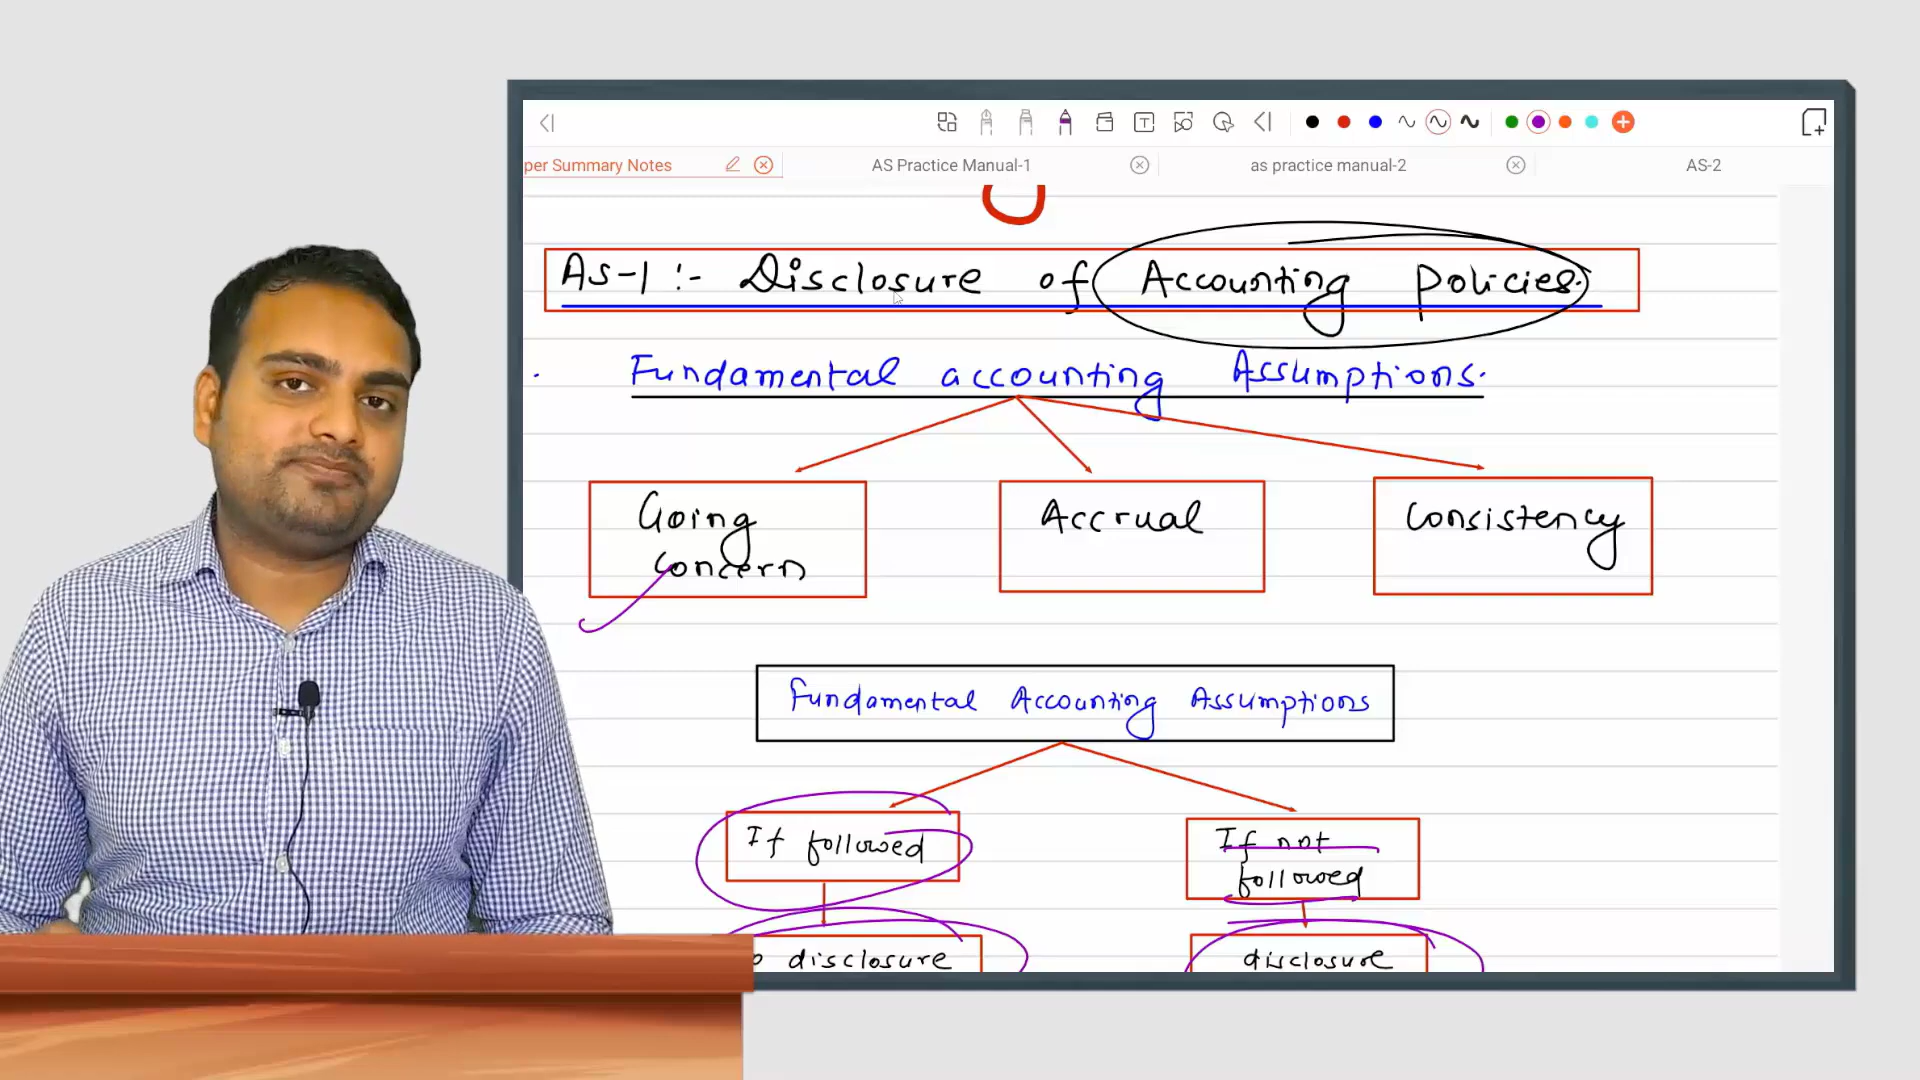 per Summary Notes
AS Practice Manual-1
as practice manual-2
AS-2
AS-1 :- Disclosure of Accounting policies.
Fundamental accounting Assumptions.
Going concern
Accrual
Consistency
Fundamental Accounting Assumptions
If followed
If not followed
disclosure
disclosure